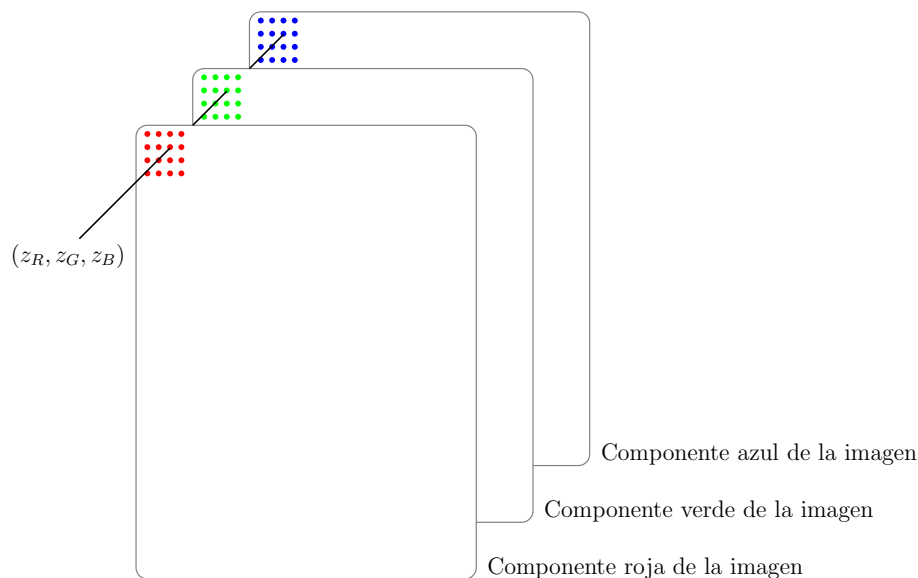 (z_R, z_G, z_B)
Componente azul de la imagen
Componente verde de la imagen
Componente roja de la imagen